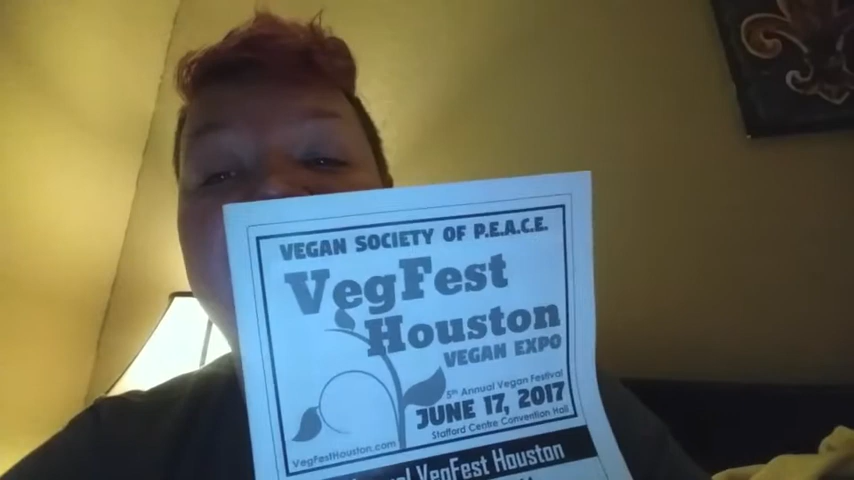 VEGAN SOCIETY OF P.E.A.C.E.
VegFest
Houston
VEGAN EXPO
5th Annual Vegan Festival
JUNE 17, 2017
Stafford Centre Convention Hall
VegFestHouston.com
VegFest Houston